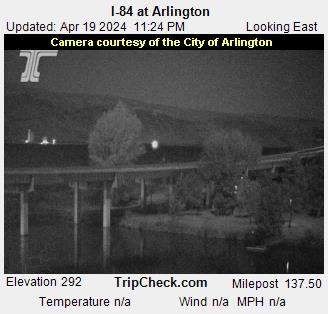 I-84 at Arlington
Updated: Apr 19 2024 11:24 PM Looking East
Camera courtesy of the City of Arlington
Elevation 292 TripCheck.com Milepost 137.50
Temperature n/a Wind n/a MPH n/a